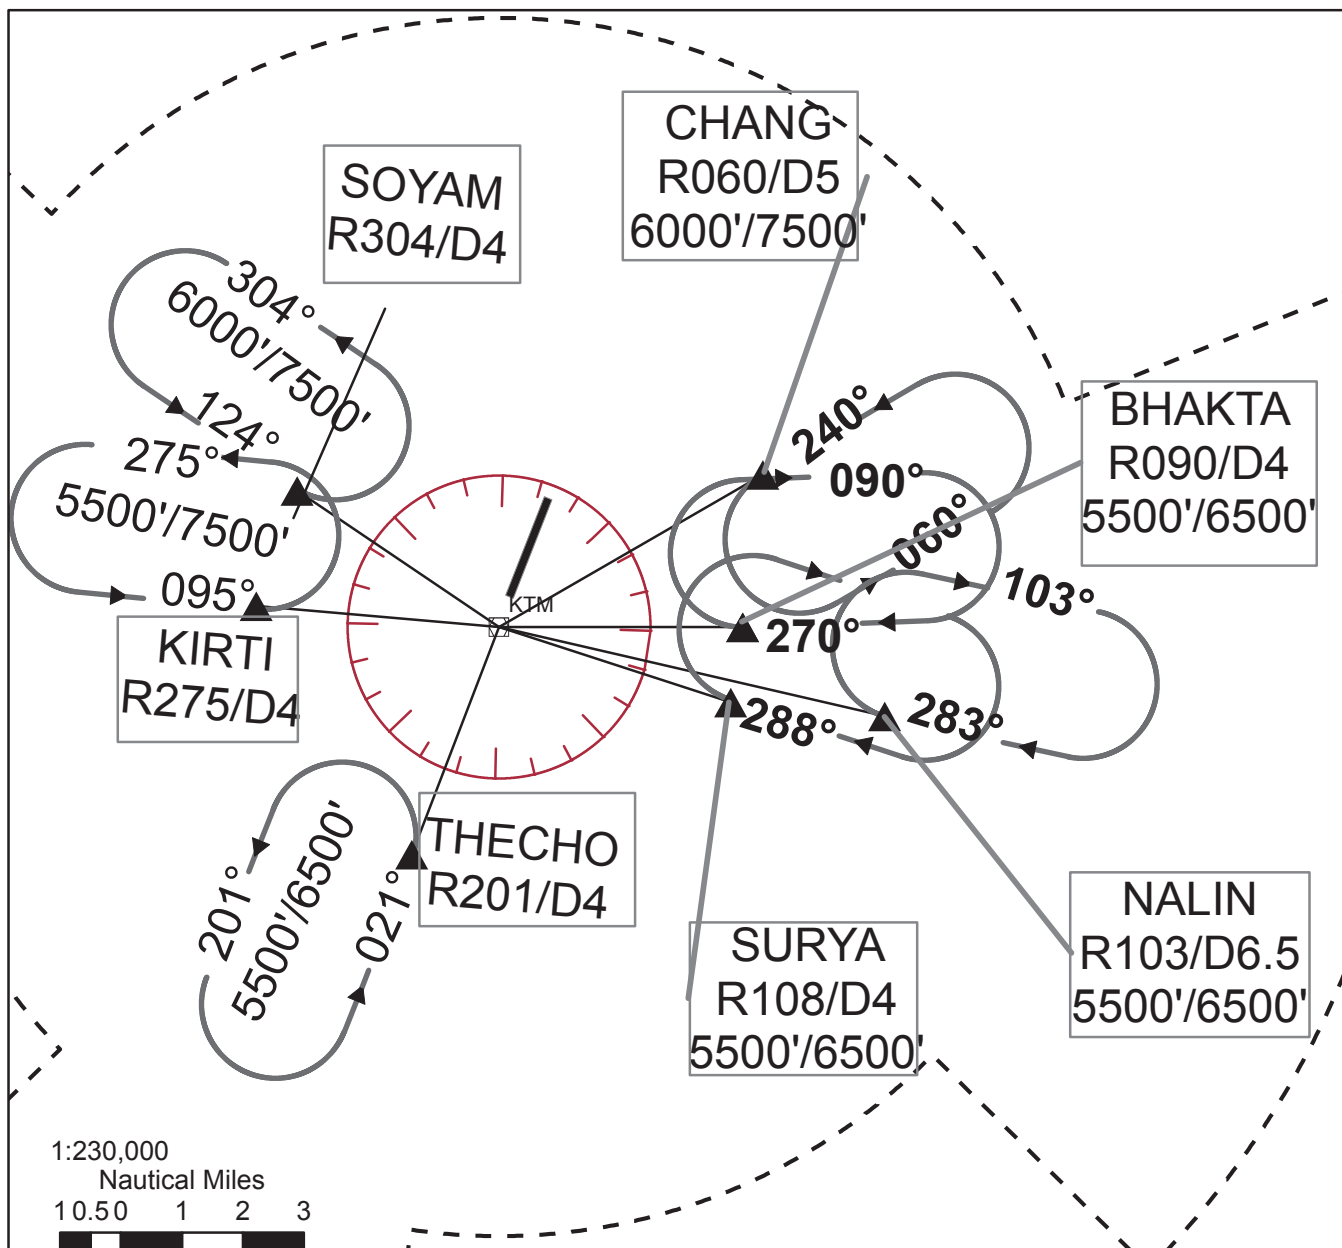 CHANG
R060/D5
6000'/7500'
SOYAM
R304/D4
304°
6000'/7500'
124°
275°
5500'/7500'
095°
KIRTI
R275/D4
KTM
240°
090°
060°
BHAKTA
R090/D4
5500'/6500'
103°
270°
288°
283°
THECHO
R201/D4
201°
5500'/6500'
021°
SURYA
R108/D4
5500'/6500'
NALIN
R103/D6.5
5500'/6500'
1:230,000
Nautical Miles
1 0.5 0 1 2 3